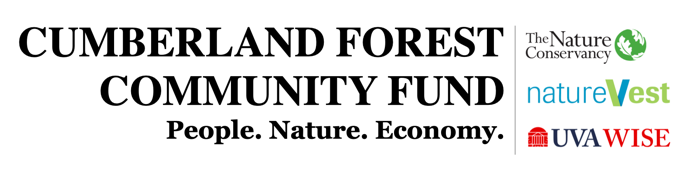 CUMBERLAND FOREST
COMMUNITY FUND
People. Nature. Economy.
The Nature
Conservancy
natureVest
UVA WISE